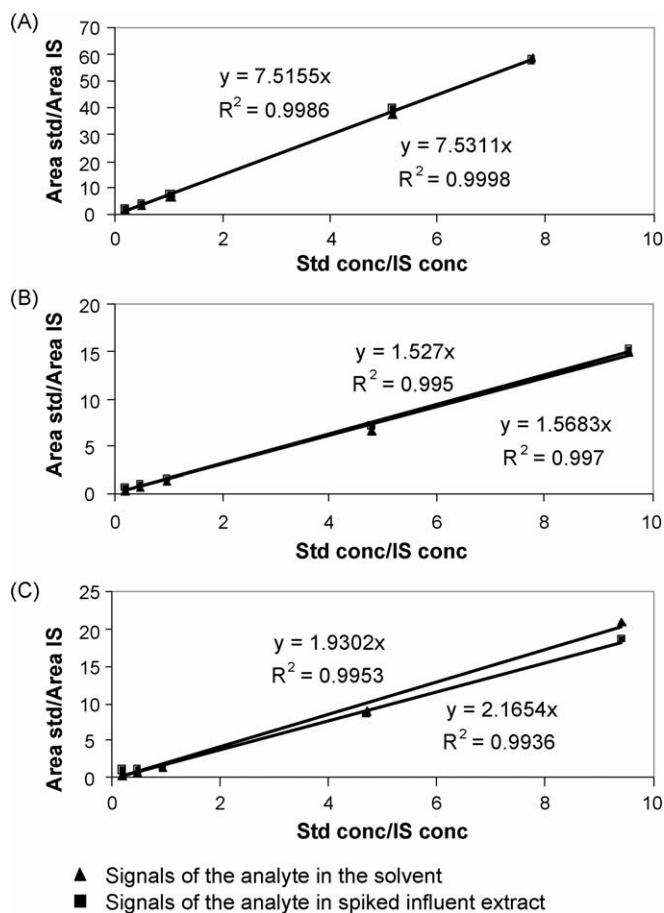 (A)
Area std/Area IS
70
60
50
40
30
20
10
0
y = 7.5155x
R² = 0.9986
y = 7.5311x
R² = 0.9998
0 2 4 6 8 10
Std conc/IS conc
(B)
Area std/Area IS
20
15
10
5
0
y = 1.527x
R² = 0.995
y = 1.5683x
R² = 0.997
0 2 4 6 8 10
Std conc/IS conc
(C)
Area std/Area IS
25
20
15
10
5
0
y = 1.9302x
R² = 0.9953
y = 2.1654x
R² = 0.9936
0 2 4 6 8 10
Std conc/IS conc
▲ Signals of the analyte in the solvent
■ Signals of the analyte in spiked influent extract